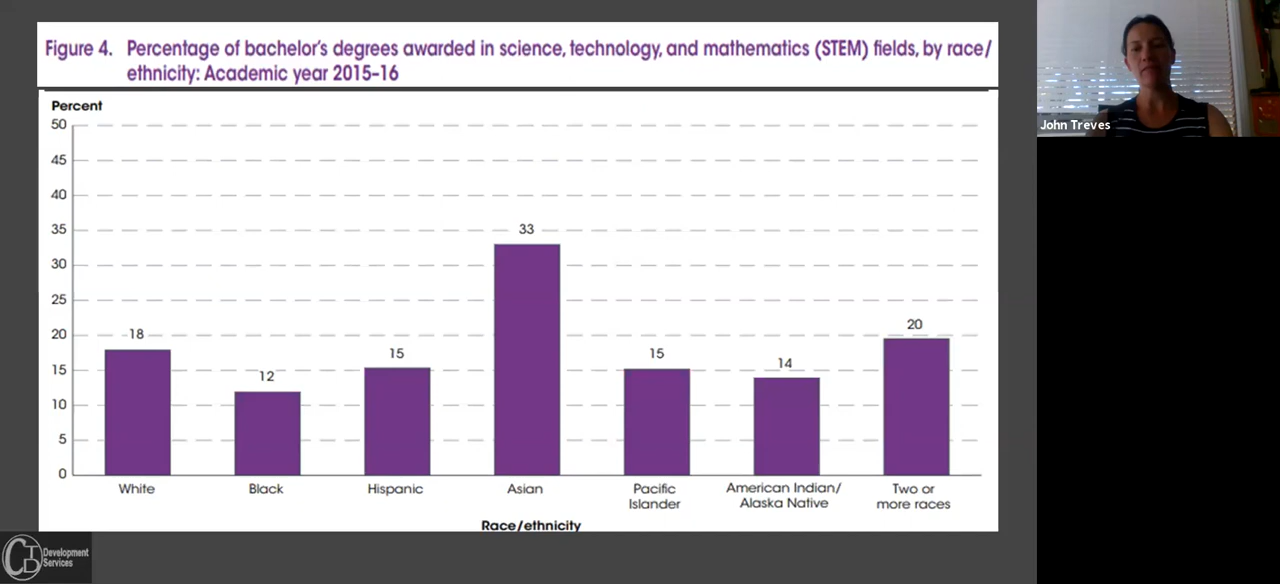 Figure 4. Percentage of bachelor's degrees awarded in science, technology, and mathematics (STEM) fields, by race/
ethnicity: Academic year 2015–16
Percent
50
45
40
35
30
25
20
15
10
5
0
18
12
15
33
15
14
20
White
Black
Hispanic
Asian
Pacific
Islander
American Indian/
Alaska Native
Two or
more races
Race/ethnicity
John Treves
CTD
Development
Services